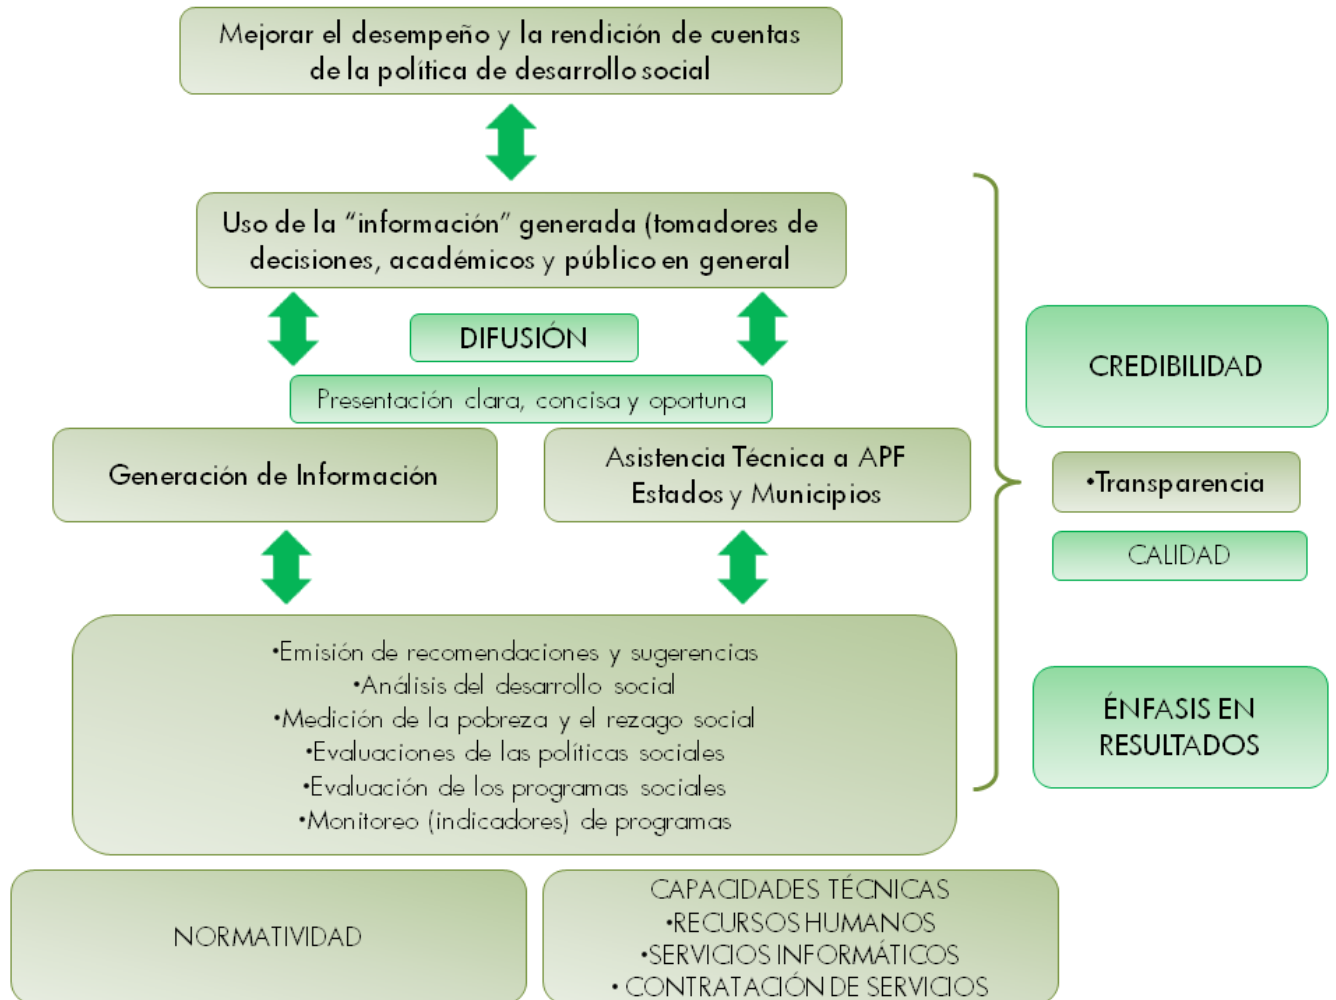 Mejorar el desempeño y la rendición de cuentas
de la política de desarrollo social
Uso de la “información” generada (tomadores de
decisiones, académicos y público en general
DIFUSIÓN
Presentación clara, concisa y oportuna
Generación de Información
Asistencia Técnica a APF
Estados y Municipios
•Emisión de recomendaciones y sugerencias
•Análisis del desarrollo social
•Medición de la pobreza y el rezago social
•Evaluaciones de las políticas sociales
•Evaluación de los programas sociales
•Monitoreo (indicadores) de programas
NORMATIVIDAD
CAPACIDADES TÉCNICAS
•RECURSOS HUMANOS
•SERVICIOS INFORMÁTICOS
• CONTRATACIÓN DE SERVICIOS
CREDIBILIDAD
•Transparencia
CALIDAD
ÉNFASIS EN
RESULTADOS